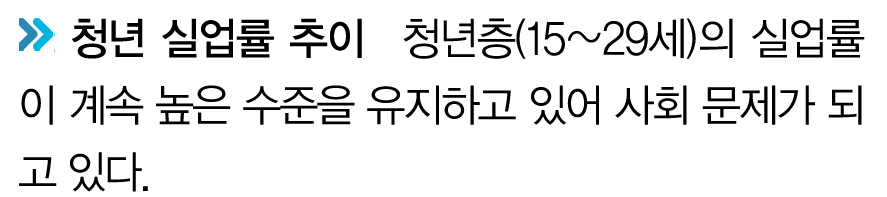 청년 실업률 추이 청년층(15~29세)의 실업률
이 계속 높은 수준을 유지하고 있어 사회 문제가 되
고 있다.